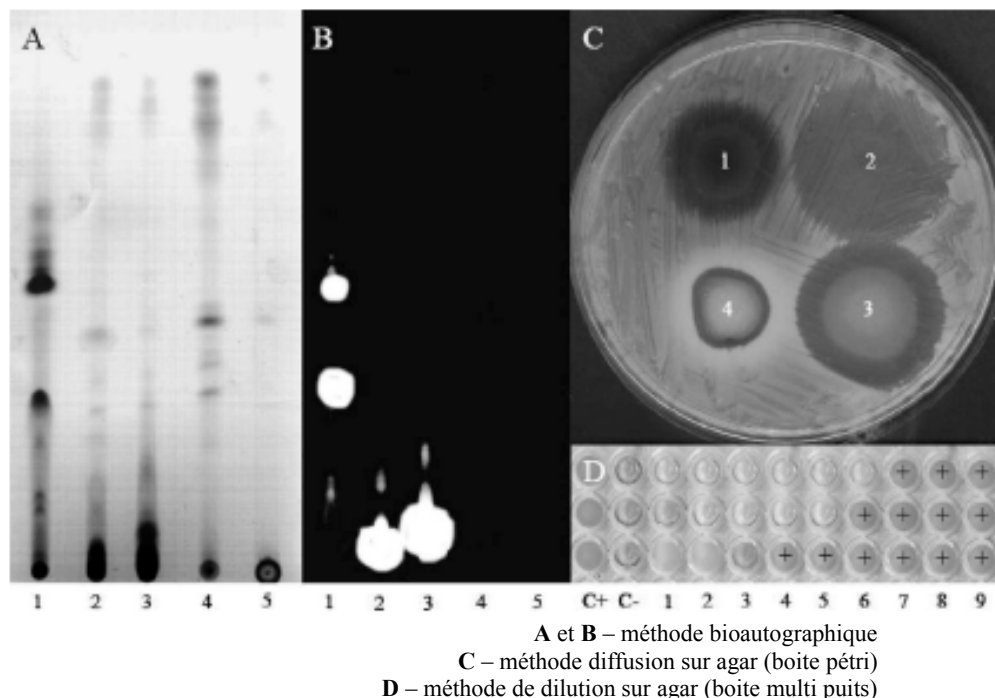 A
B
C
1
2
4
3
D
+ + +
+ + + +
+ + + + + +
1 2 3 4 5
1 2 3 4 5
C+ C- 1 2 3 4 5 6 7 8 9
A et B – méthode bioautographique
C – méthode diffusion sur agar (boite pétri)
D – méthode de dilution sur agar (boite multi puits)